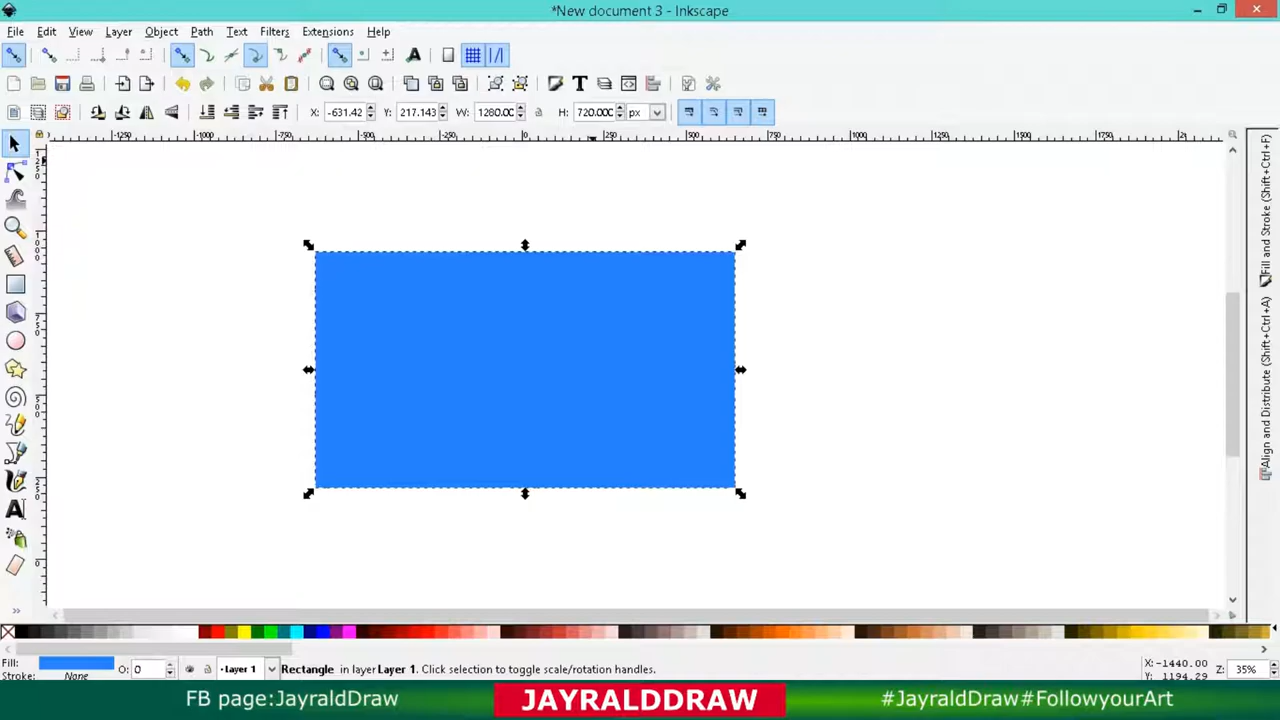 *New document 3 - Inkscape
File Edit View Layer Object Path Text Filters Extensions Help
X: -631.42 Y: 217.143 W: 1280.00 H: 720.000 px
Fill and Stroke (Shift+Ctrl+F)
Align and Distribute (Shift+Ctrl+A)
Fill: O: 0 Layer 1 Rectangle in layer Layer 1. Click selection to toggle scale/rotation handles. X: -1440.00 Z: 35%
Stroke: None Y: 1194.29
FB page:JayraldDraw JAYRALDDRAW #JayraldDraw#FollowyourArt